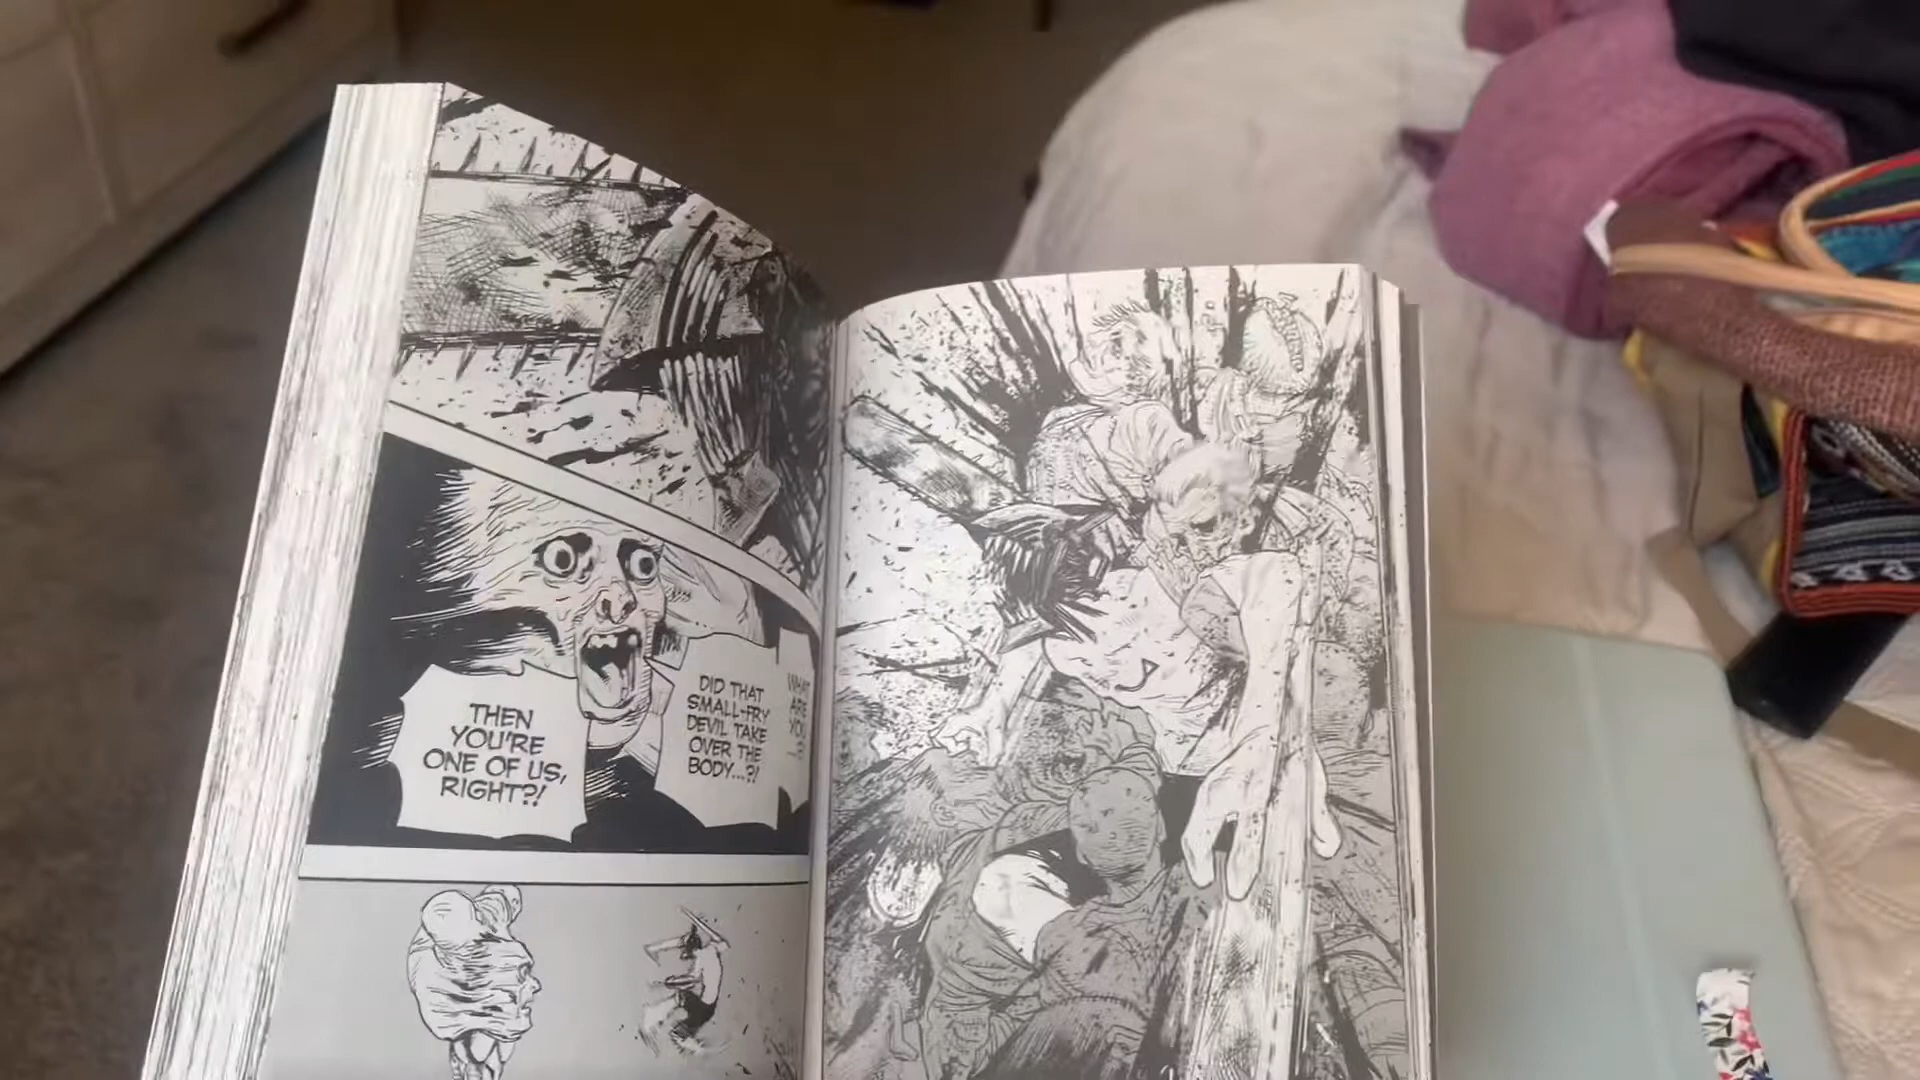 WHAT
ARE
YOU
...?!
DID THAT
SMALL-FRY
DEVIL TAKE
OVER THE
BODY...?!
THEN
YOU'RE
ONE OF US,
RIGHT?!